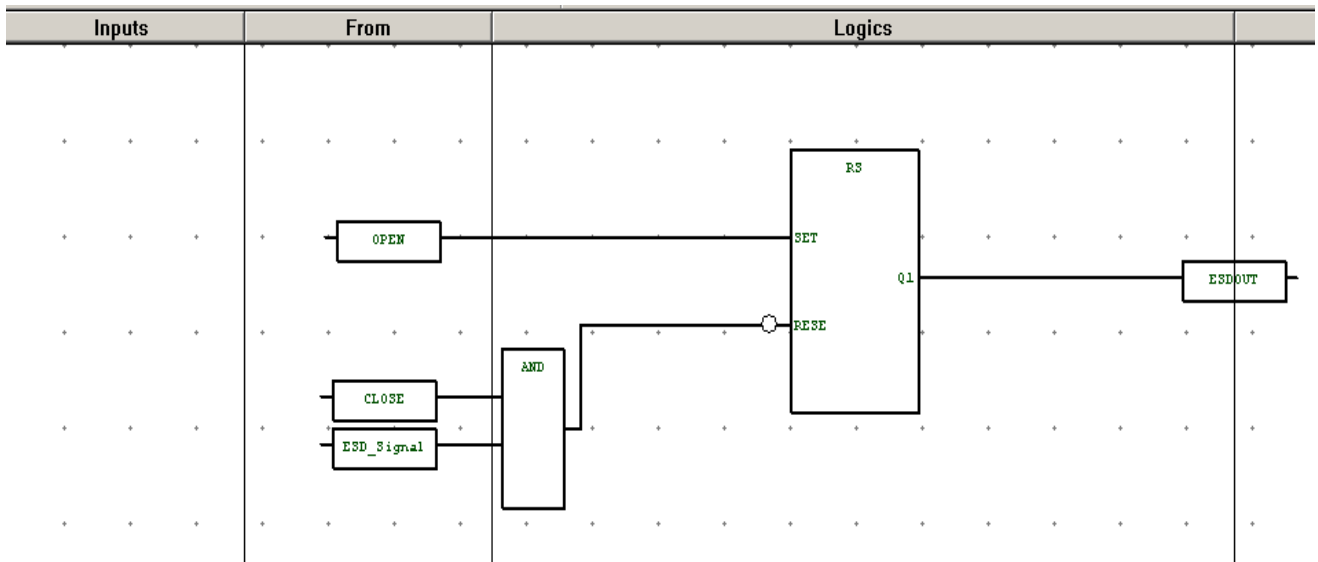 Inputs From Logics
RS
OPEN
SET
Q1
ESDOUT
RESE
AND
CLOSE
ESD_Signal